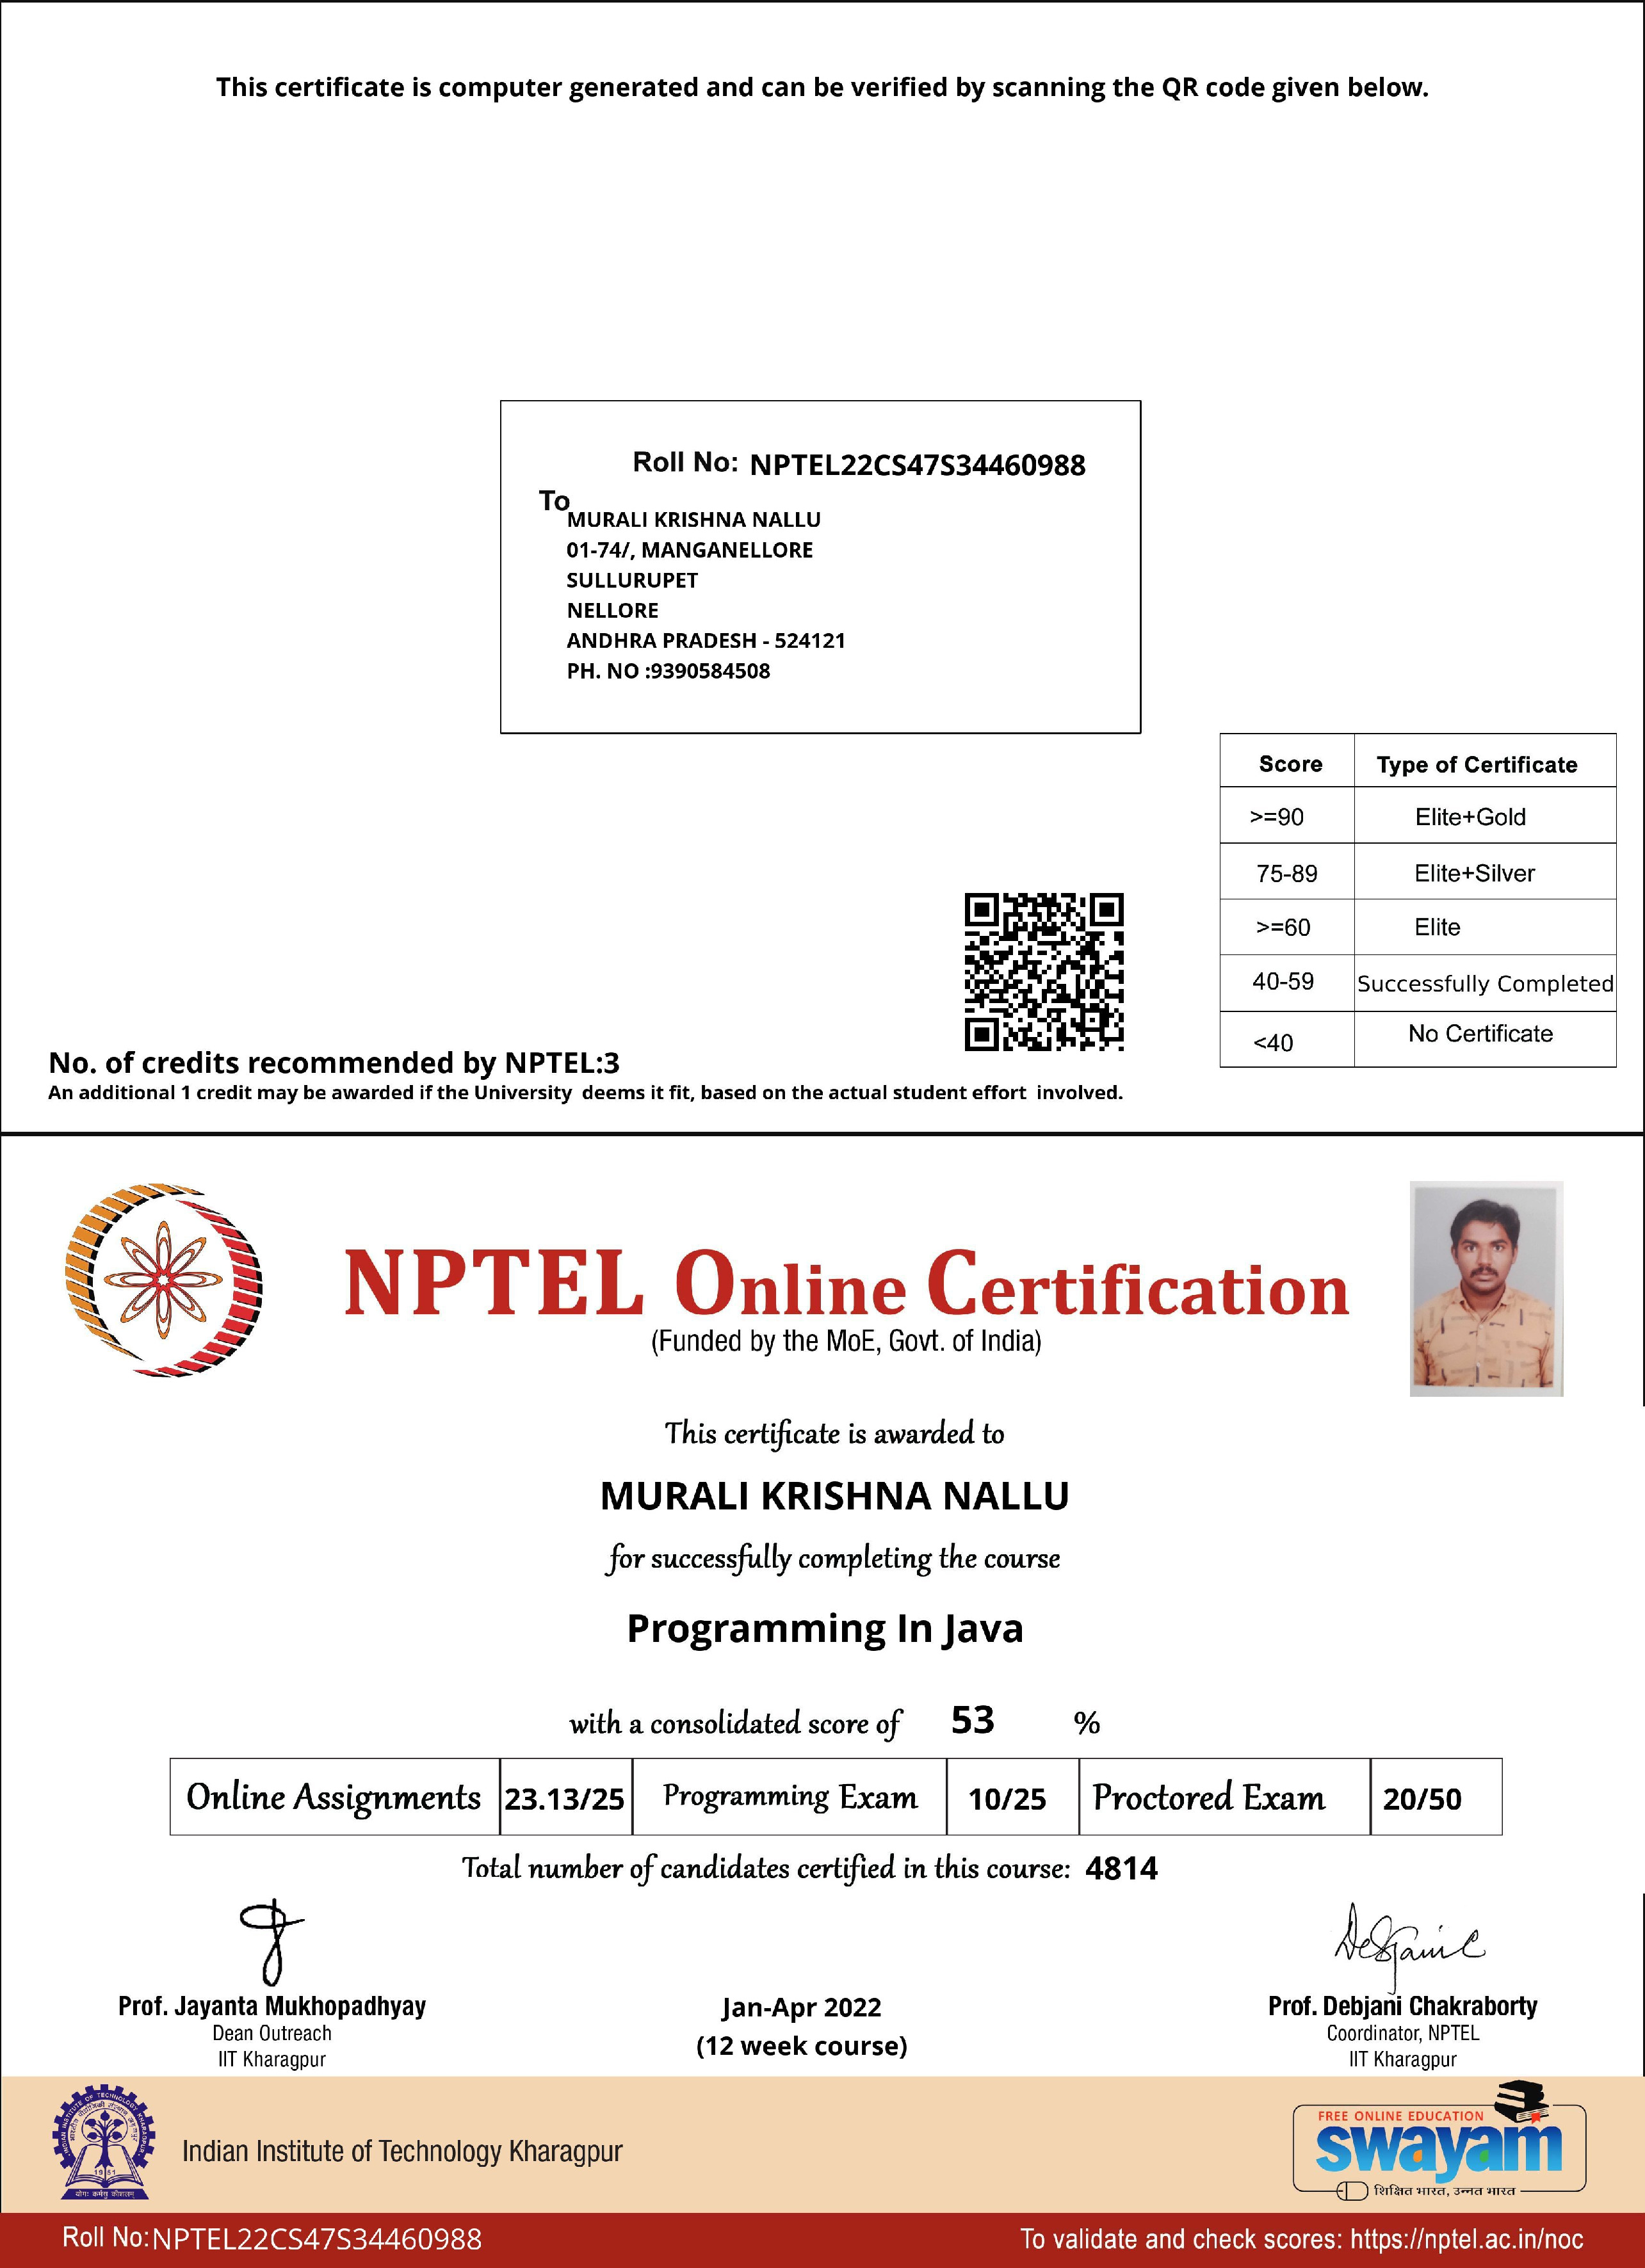 This certificate is computer generated and can be verified by scanning the QR code given below.
Roll No: NPTEL22CS47S34460988
To
MURALI KRISHNA NALLU
01-74/, MANGANELLORE
SULLURUPET
NELLORE
ANDHRA PRADESH - 524121
PH. NO :9390584508
Score Type of Certificate
>=90 Elite+Gold
75-89 Elite+Silver
>=60 Elite
40-59 Successfully Completed
<40 No Certificate
No. of credits recommended by NPTEL:3
An additional 1 credit may be awarded if the University deems it fit, based on the actual student effort involved.
NPTEL Online Certification
(Funded by the MoE, Govt. of India)
This certificate is awarded to
MURALI KRISHNA NALLU
for successfully completing the course
Programming In Java
with a consolidated score of 53 %
Online Assignments 23.13/25 Programming Exam 10/25 Proctored Exam 20/50
Total number of candidates certified in this course: 4814
Prof. Jayanta Mukhopadhyay
Dean Outreach
IIT Kharagpur
Jan-Apr 2022
(12 week course)
Prof. Debjani Chakraborty
Coordinator, NPTEL
IIT Kharagpur
Indian Institute of Technology Kharagpur
FREE ONLINE EDUCATION
swayam
शिक्षित भारत, उन्नत भारत
Roll No: NPTEL22CS47S34460988
To validate and check scores: https://nptel.ac.in/noc